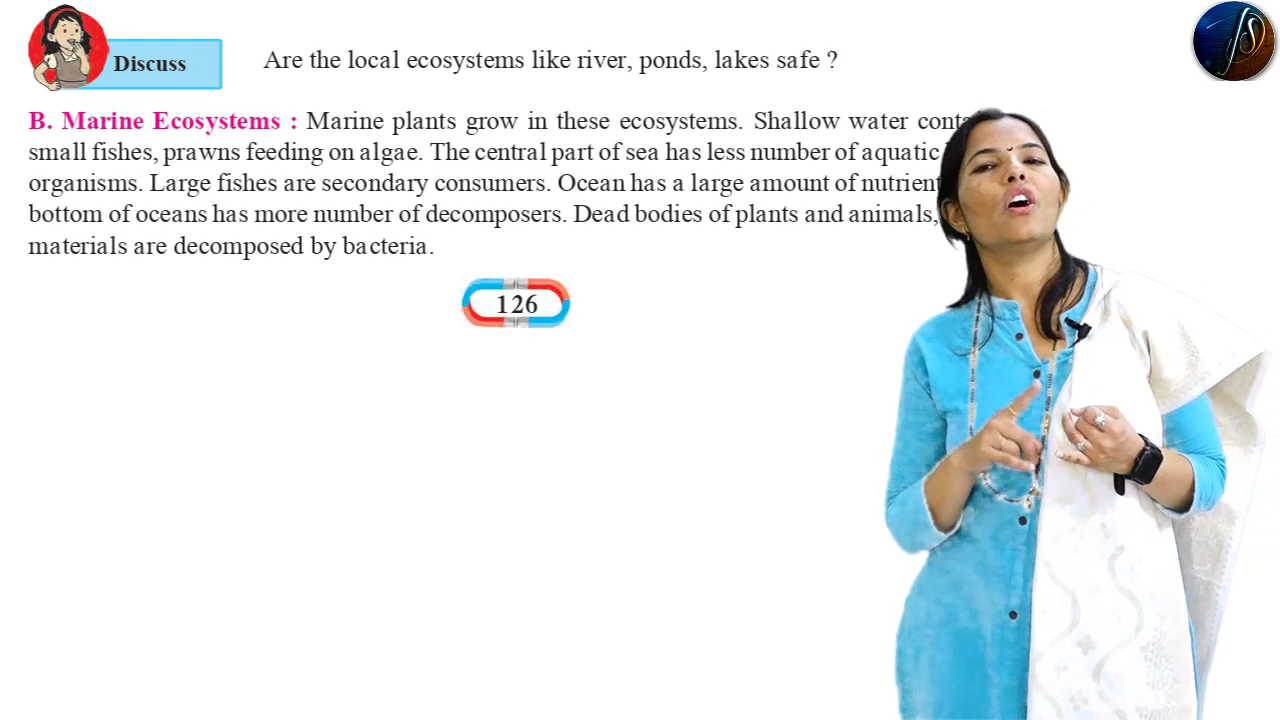 Discuss
Are the local ecosystems like river, ponds, lakes safe ?
B. Marine Ecosystems : Marine plants grow in these ecosystems. Shallow water
small fishes, prawns feeding on algae. The central part of sea has less number of aquatic
organisms. Large fishes are secondary consumers. Ocean has a large amount of
bottom of oceans has more number of decomposers. Dead bodies of plants and animals,
materials are decomposed by bacteria.
126